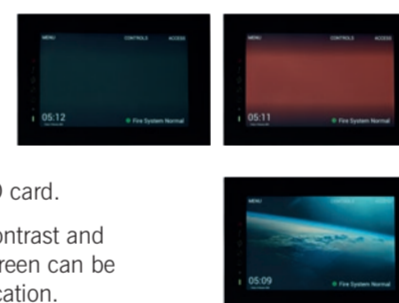 MENU CONTROLS ACCESS
05:12 Fire System Normal
MENU CONTROLS ACCESS
05:11 Fire System Normal
card.
ontrast and
reen can be
cation.
MENU
05:09 Fire System Normal